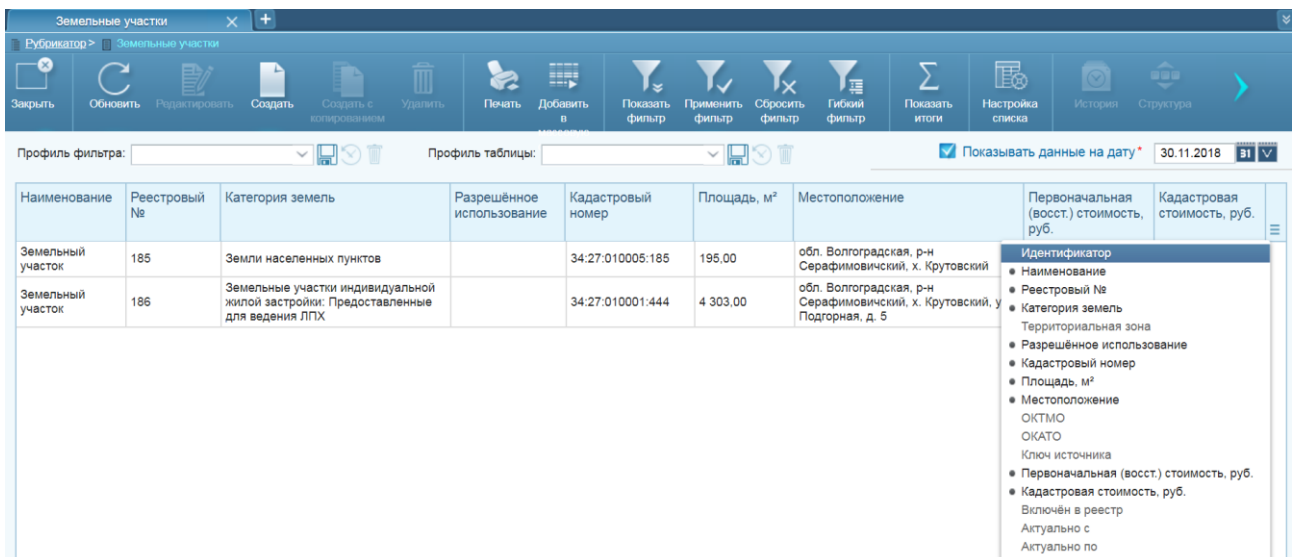 Земельные участки
Рубрикатор > Земельные участки
Закрыть
Обновить
Редактировать
Создать
Создать с
копированием
Удалить
Печать
Добавить
в
Показать
фильтр
Применить
фильтр
Сбросить
фильтр
Гибкий
фильтр
Показать
итоги
Настройка
списка
История
Структура
Профиль фильтра:
Профиль таблицы:
Показывать данные на дату*
30.11.2018
31
Наименование
Реестровый
№
Категория земель
Разрешённое
использование
Кадастровый
номер
Площадь, м²
Местоположение
Первоначальная
(восст.) стоимость,
руб.
Кадастровая
стоимость, руб.
Земельный
участок
185
Земли населенных пунктов
34:27:010005:185
195,00
обл. Волгоградская, р-н
Серафимовичский, х. Крутовский
Земельный
участок
186
Земельные участки индивидуальной
жилой застройки: Предоставленные
для ведения ЛПХ
34:27:010001:444
4 303,00
обл. Волгоградская, р-н
Серафимовичский, х. Крутовский, у
Подгорная, д. 5
Идентификатор
Наименование
Реестровый №
Категория земель
Территориальная зона
Разрешённое использование
Кадастровый номер
Площадь, м²
Местоположение
ОКТМО
ОКАТО
Ключ источника
Первоначальная (восст.) стоимость, руб.
Кадастровая стоимость, руб.
Включён в реестр
Актуально с
Актуально по